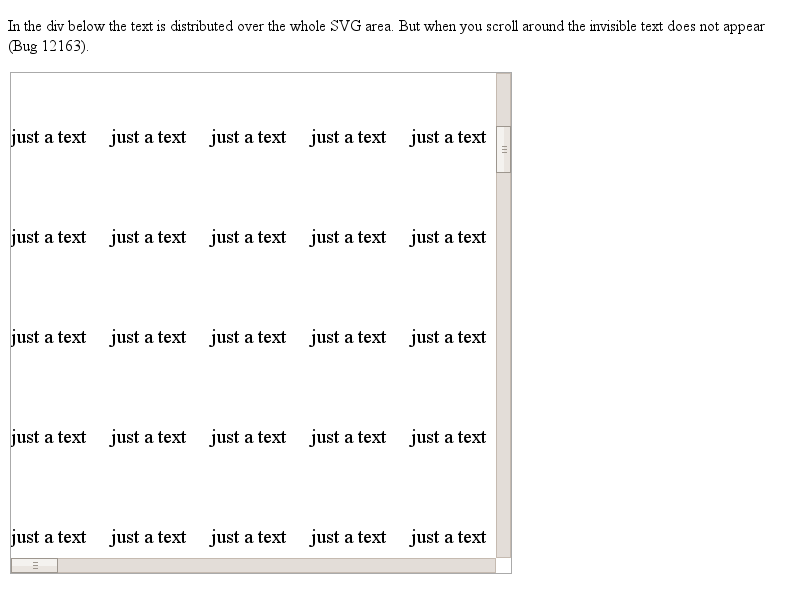 In the div below the text is distributed over the whole SVG area. But when you scroll around the invisible text does not appear
(Bug 12163).
just a text just a text just a text just a text just a text
just a text just a text just a text just a text just a text
just a text just a text just a text just a text just a text
just a text just a text just a text just a text just a text
just a text just a text just a text just a text just a text